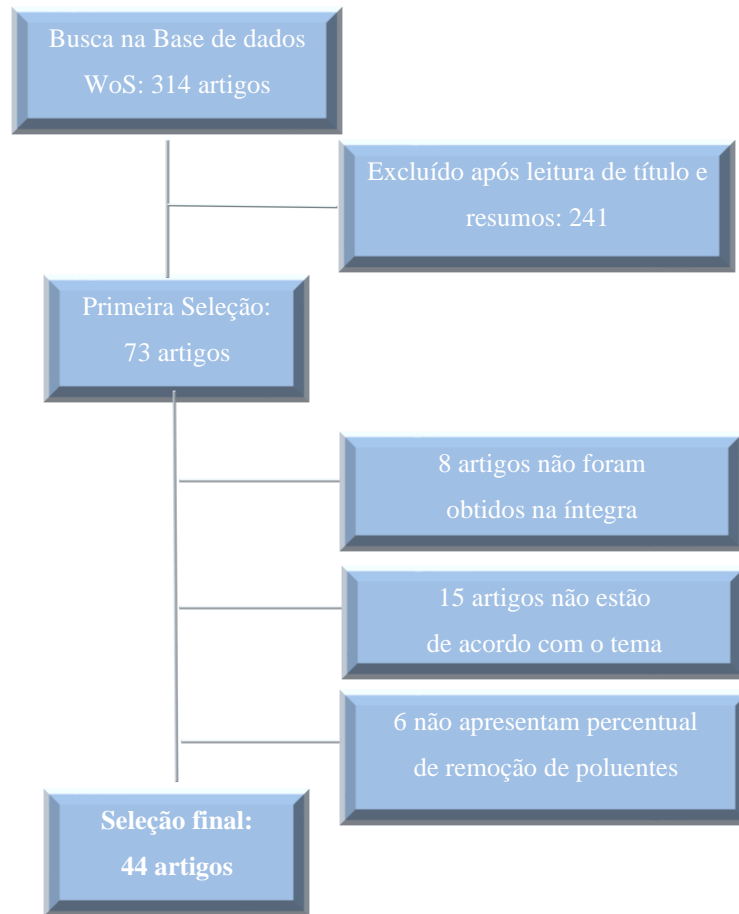 Busca na Base de dados
WoS: 314 artigos
Excluído após leitura de título e
resumos: 241
Primeira Seleção:
73 artigos
8 artigos não foram
obtidos na íntegra
15 artigos não estão
de acordo com o tema
6 não apresentam percentual
de remoção de poluentes
Seleção final:
44 artigos